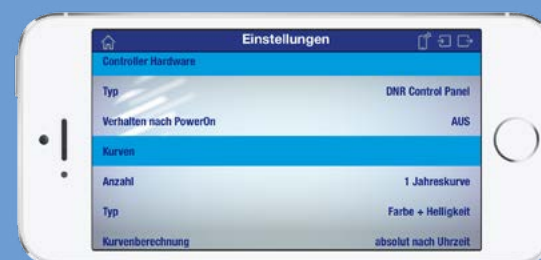 Einstellungen
Controller Hardware
Typ DNR Control Panel
Verhalten nach PowerOn AUS
Kurven
Anzahl 1 Jahreskurve
Typ Farbe + Helligkeit
Kurvenberechnung absolut nach Uhrzeit